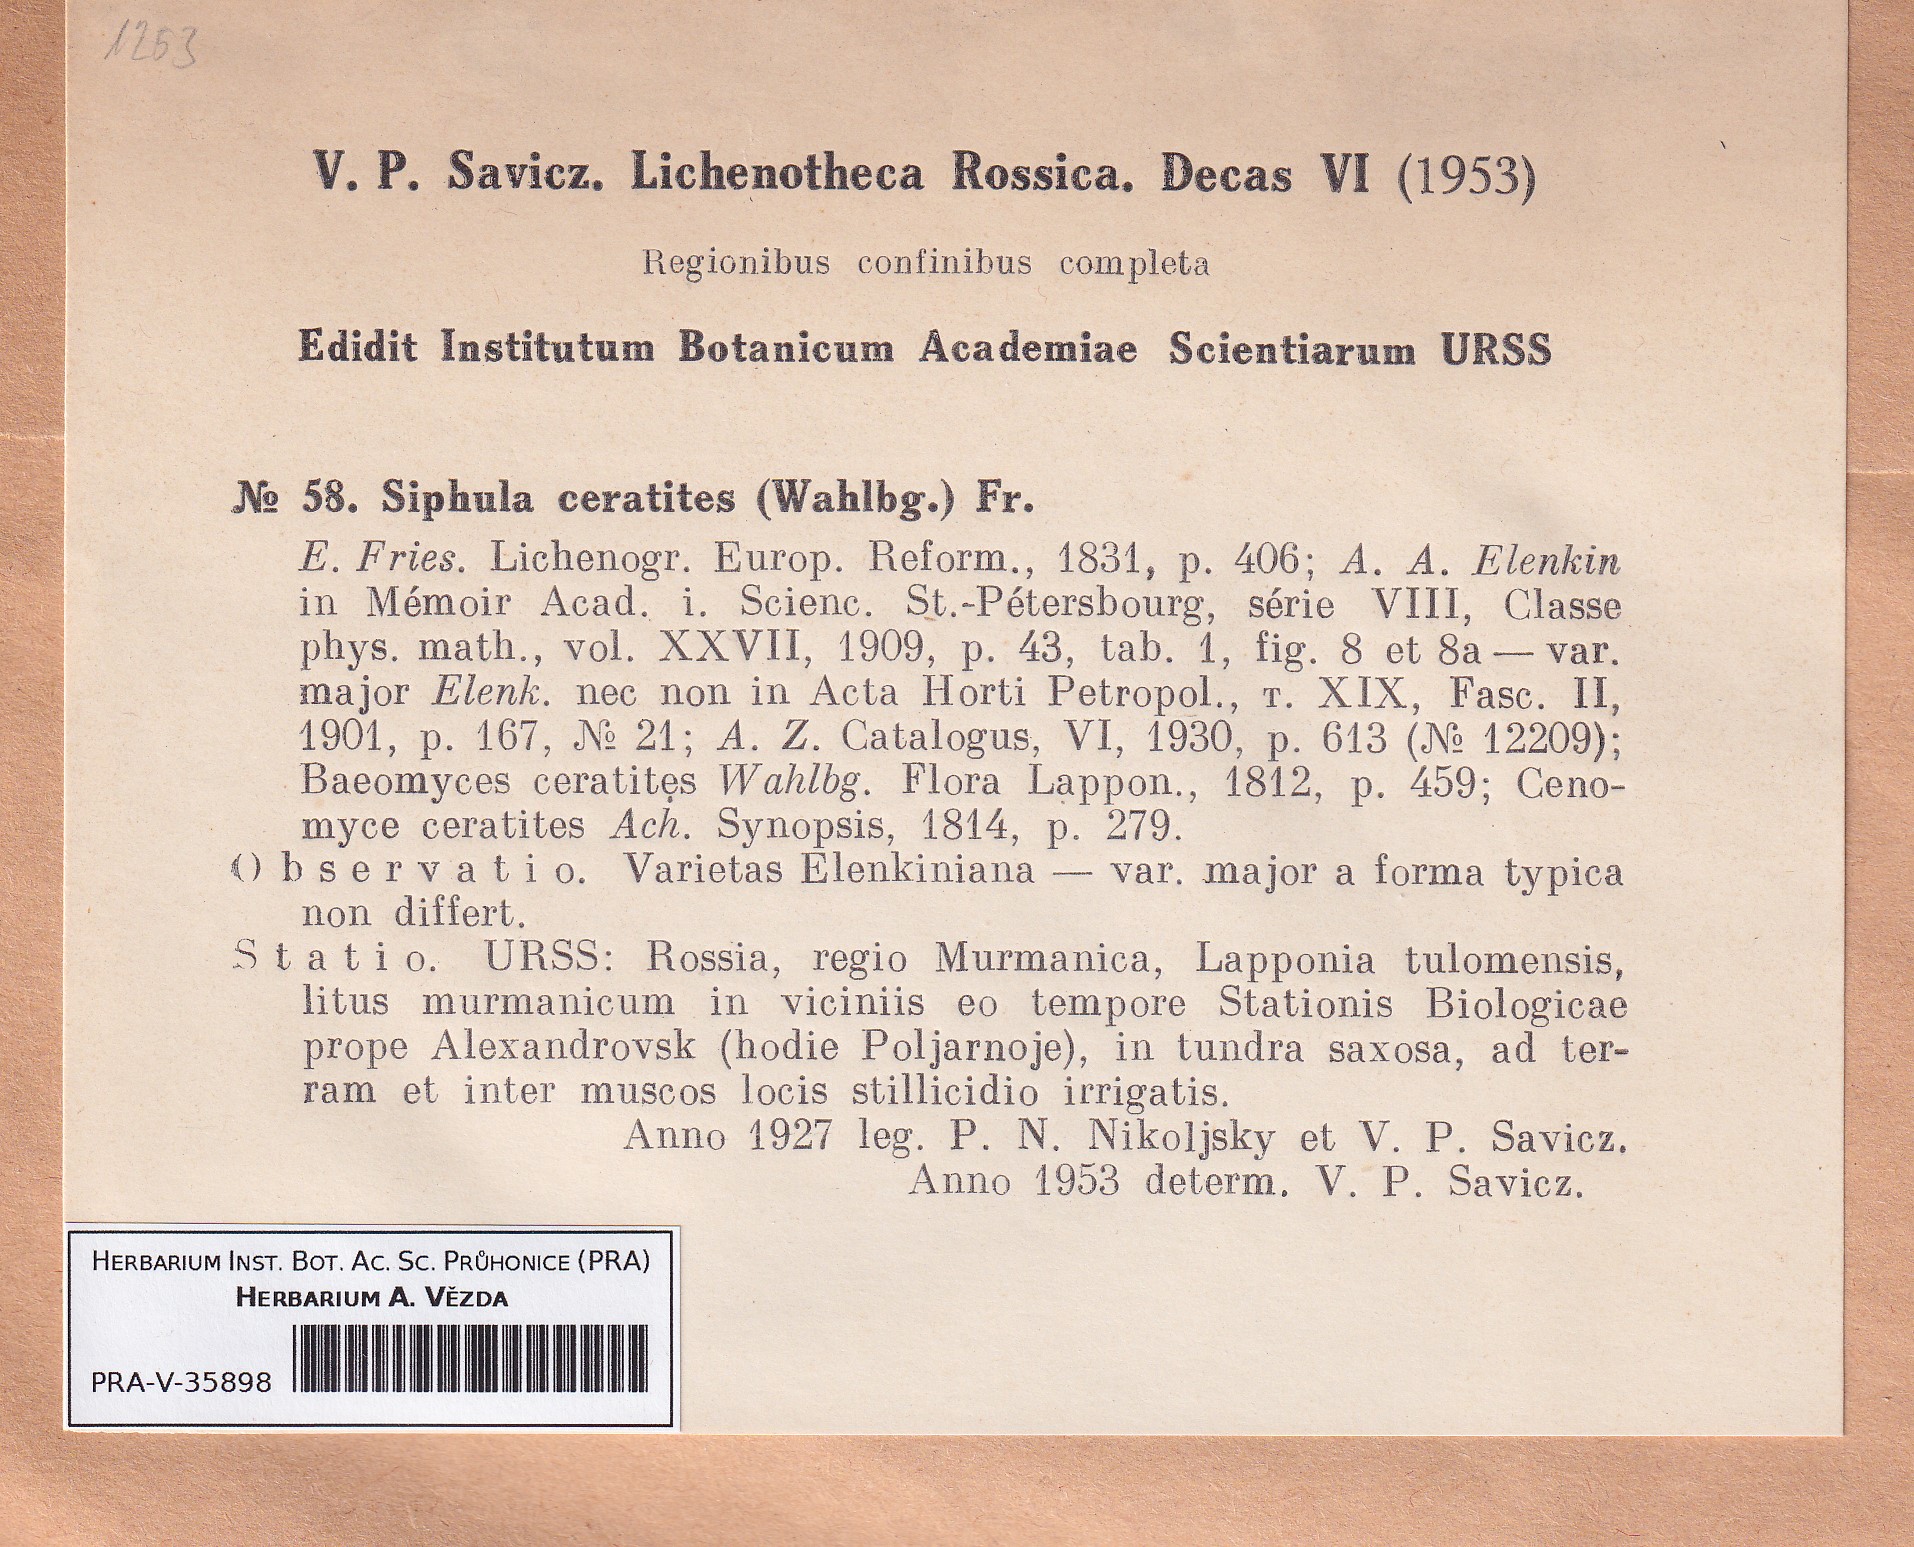 1253
V. P. Savicz. Lichenotheca Rossica. Decas VI (1953)
Regionibus confinibus completa
Edidit Institutum Botanicum Academiae Scientiarum URSS
№ 58. Siphula ceratites (Wahlbg.) Fr.
E. Fries. Lichenogr. Europ. Reform., 1831, p. 406; A. A. Elenkin
in Mémoir Acad. i. Scienc. St.-Pétersbourg, série VIII, Classe
phys. math., vol. XXVII, 1909, p. 43, tab. 1, fig. 8 et 8a — var.
major Elenk. nec non in Acta Horti Petropol., т. XIX, Fasc. II,
1901, p. 167, № 21; A. Z. Catalogus, VI, 1930, p. 613 (№ 12209);
Baeomyces ceratites Wahlbg. Flora Lappon., 1812, p. 459; Ceno-
myce ceratites Ach. Synopsis, 1814, p. 279.
Observatio. Varietas Elenkiniana — var. major a forma typica
non differt.
Statio. URSS: Rossia, regio Murmanica, Lapponia tulomensis,
litus murmanicum in viciniis eo tempore Stationis Biologicae
prope Alexandrovsk (hodie Poljarnoje), in tundra saxosa, ad ter-
ram et inter muscos locis stillicidio irrigatis.
Anno 1927 leg. P. N. Nikoljsky et V. P. Savicz.
Anno 1953 determ. V. P. Savicz.
HERBARIUM INST. BOT. AC. SC. PRŮHONICE (PRA)
HERBARIUM A. VĚZDA
PRA-V-35898